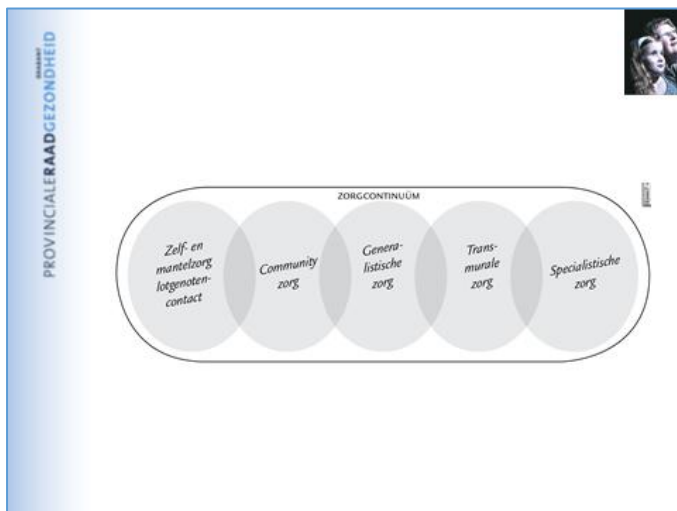 BRABANT
PROVINCIALERAADGEZONDHEID
ZORGCONTINUÜM
Zelf- en
mantelzorg
lotgenoten-
contact
Community
zorg
Genera-
listische
zorg
Trans-
murale
zorg
Specialistische
zorg